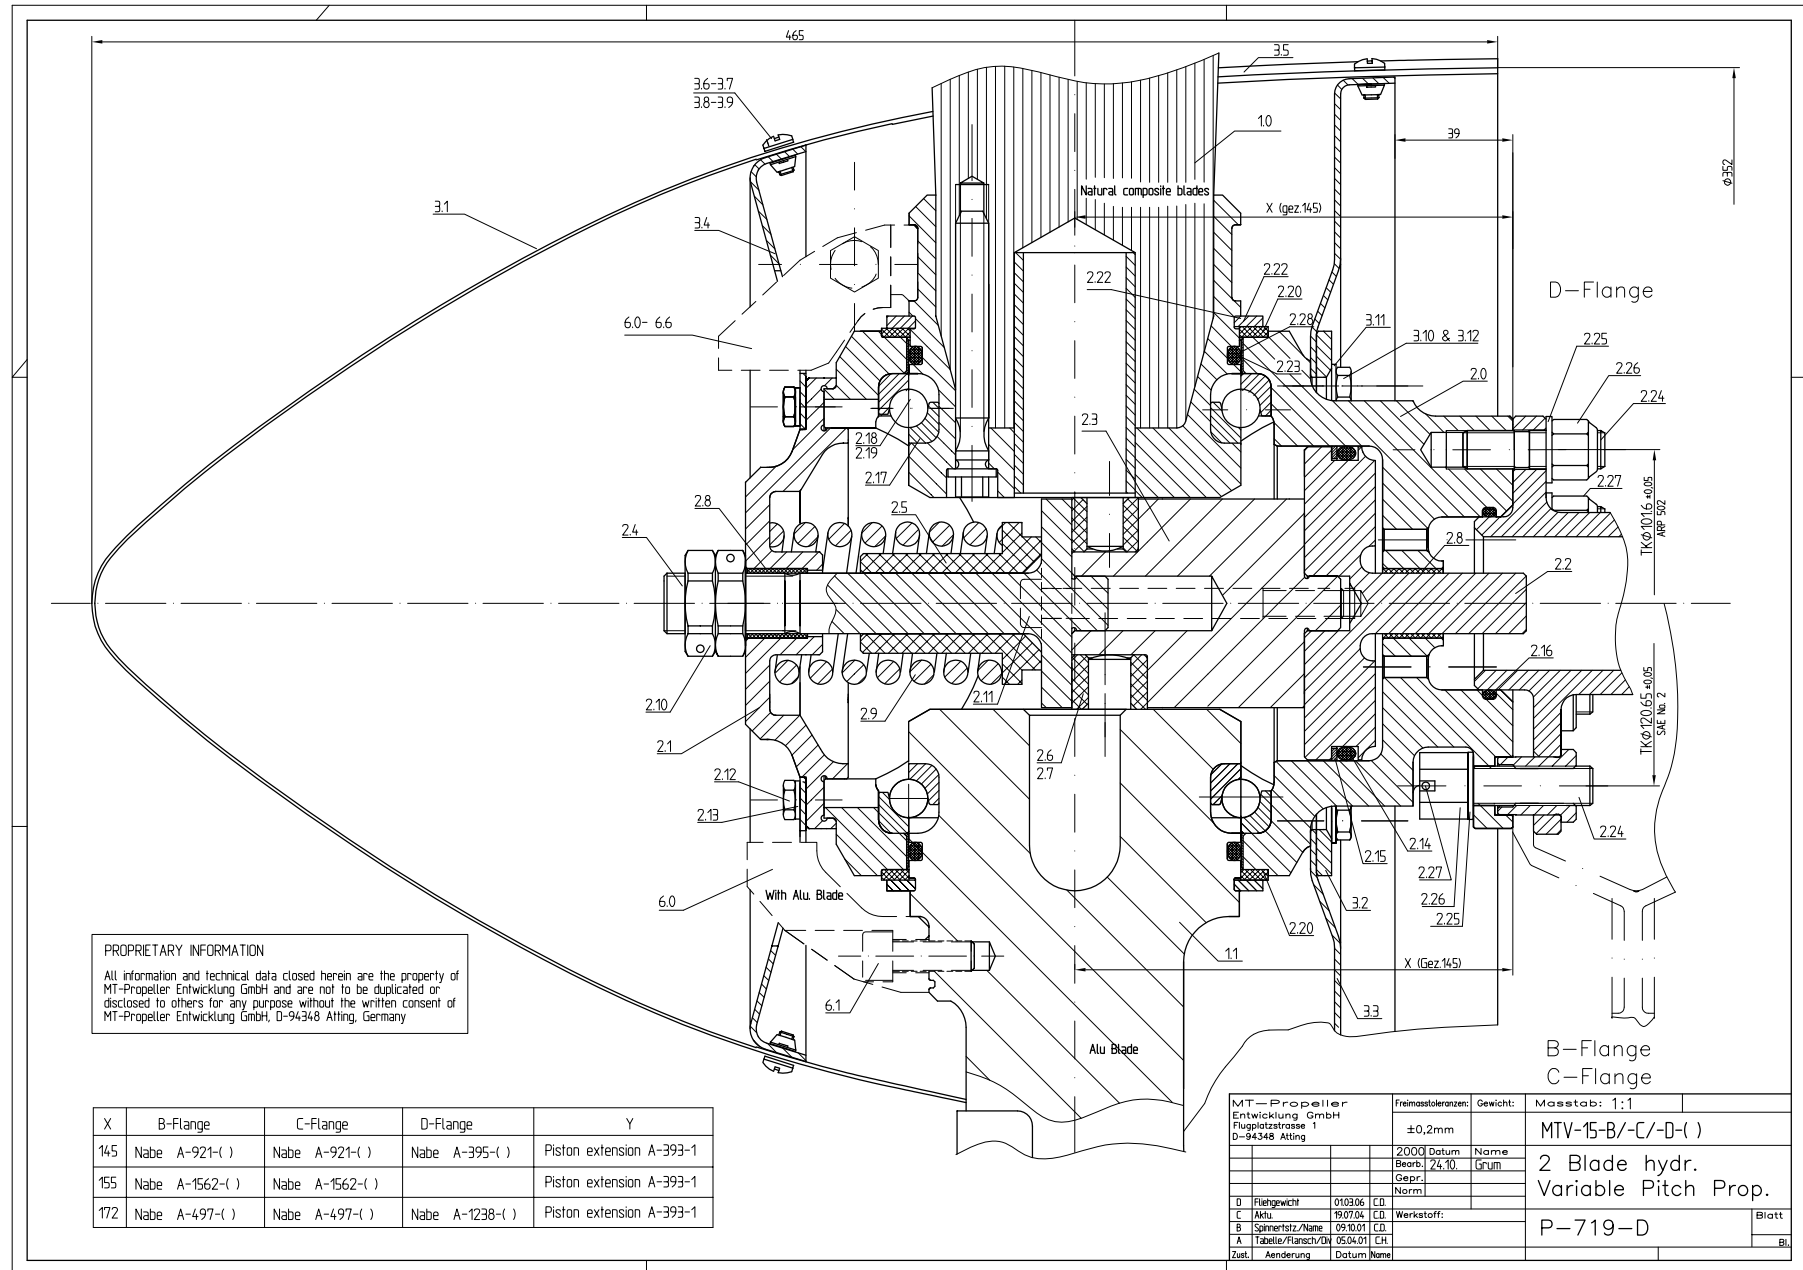 465
3.5
3.6-3.7
3.8-3.9
1.0
39
Φ352
Natural composite blades
X (gez.145)
3.1
3.4
2.22
2.22
2.20
D-Flange
6.0- 6.6
2.28
3.11
3.10 & 3.12
2.25
2.23
2.0
2.26
2.24
2.3
2.18
2.19
2.17
2.27
2.8
2.5
TKΦ101.6 ±0,05
ARP 502
2.4
2.8
2.2
2.16
2.10
2.9
2.11
TKΦ120.65 ±0,05
SAE No. 2
2.1
2.6
2.7
2.12
2.13
2.24
2.14
2.15
2.27
With Alu. Blade
6.0
2.26
3.2
2.25
2.20
1.1
X (Gez.145)
6.1
3.3
Alu Blade
B-Flange
C-Flange
PROPRIETARY INFORMATION
All information and technical data closed herein are the property of
MT-Propeller Entwicklung GmbH and are not to be duplicated or
disclosed to others for any purpose without the written consent of
MT-Propeller Entwicklung GmbH, D-94348 Atting, Germany
X B-Flange C-Flange D-Flange Y
145 Nabe A-921-( ) Nabe A-921-( ) Nabe A-395-( ) Piston extension A-393-1
155 Nabe A-1562-( ) Nabe A-1562-( ) Piston extension A-393-1
172 Nabe A-497-( ) Nabe A-497-( ) Nabe A-1238-( ) Piston extension A-393-1
MT-Propeller
Entwicklung GmbH
Flugplatzstrasse 1
D-94348 Atting
Freimasstoleranzen: Gewicht: Masstab: 1:1
±0,2mm
MTV-15-B/-C/-D-( )
2000 Datum Name
Bearb. 24.10. Grum
Gepr.
Norm
2 Blade hydr.
Variable Pitch Prop.
D Fliehgewicht 01.03.06 C.D.
C Aktu. 19.07.04 C.D. Werkstoff:
B Spinnertstz./Name 09.10.01 C.D.
A Tabelle/Flansch/Div 05.04.01 C.H.
Zust. Aenderung Datum Name
P-719-D
Blatt
Bl.